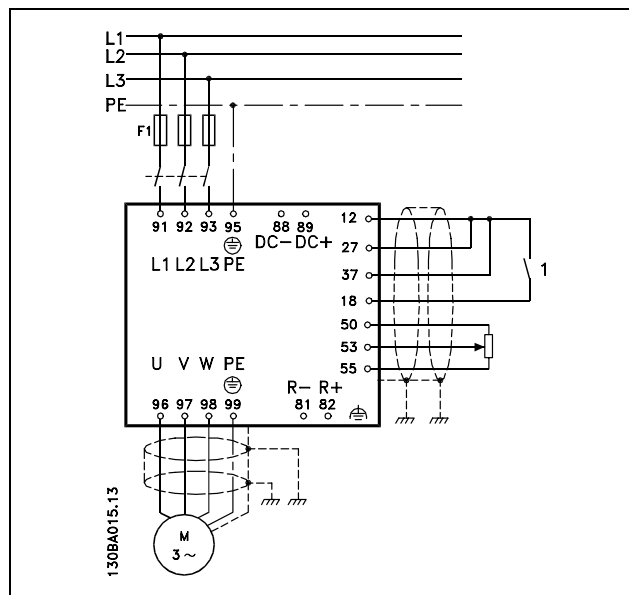 L1
L2
L3
PE
F1
91 92 93 95 88 89
DC- DC+
L1 L2 L3 PE
12
27
37
18
1
50
53
55
U V W PE
R- R+
96 97 98 99 81 82
M
3 ~
130BA015.13